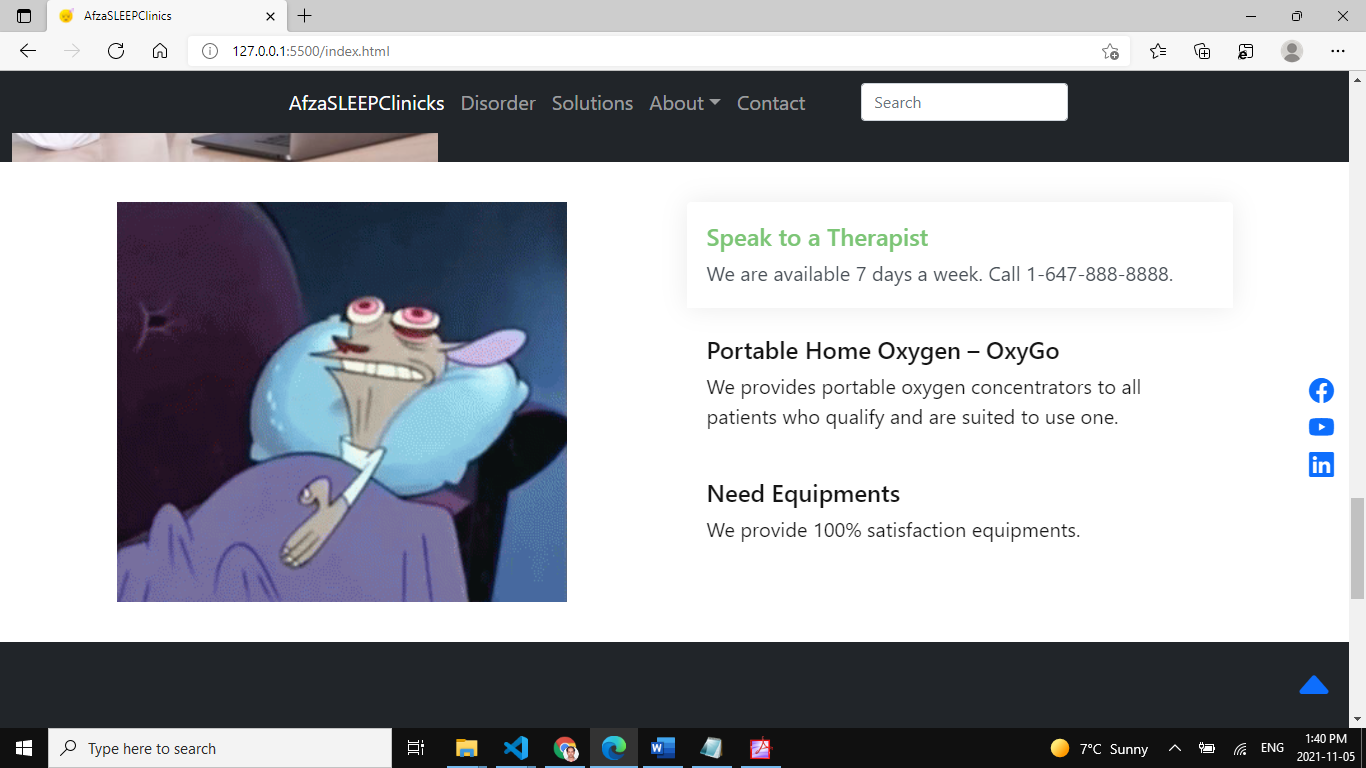 AfzaSLEEPClinics
127.0.0.1:5500/index.html
AfzaSLEEPClinicks Disorder Solutions About Contact Search
Speak to a Therapist
We are available 7 days a week. Call 1-647-888-8888.
Portable Home Oxygen – OxyGo
We provides portable oxygen concentrators to all
patients who qualify and are suited to use one.
Need Equipments
We provide 100% satisfaction equipments.
Type here to search
7°C Sunny
ENG
1:40 PM
2021-11-05